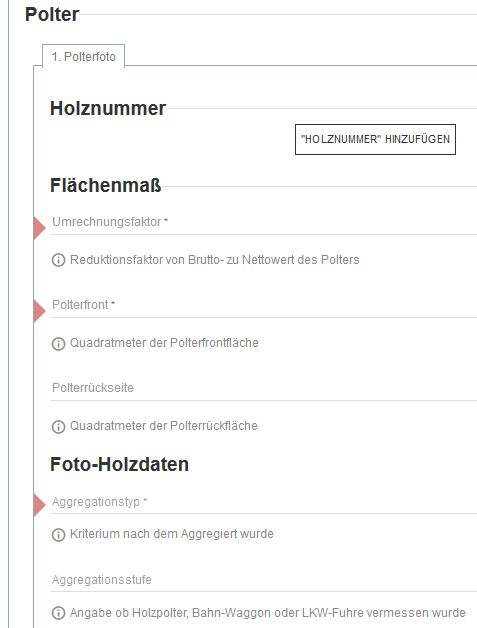 Polter
1. Polterfoto
Holznummer
"HOLZNUMMER" HINZUFÜGEN
Flächenmaß
Umrechnungsfaktor *
Reduktionsfaktor von Brutto- zu Nettowert des Polters
Polterfront *
Quadratmeter der Polterfrontfläche
Polterrückseite
Quadratmeter der Polterrückfläche
Foto-Holzdaten
Aggregationstyp *
Kriterium nach dem Aggregiert wurde
Aggregationsstufe
Angabe ob Holzpolter, Bahn-Waggon oder LKW-Fuhre vermessen wurde